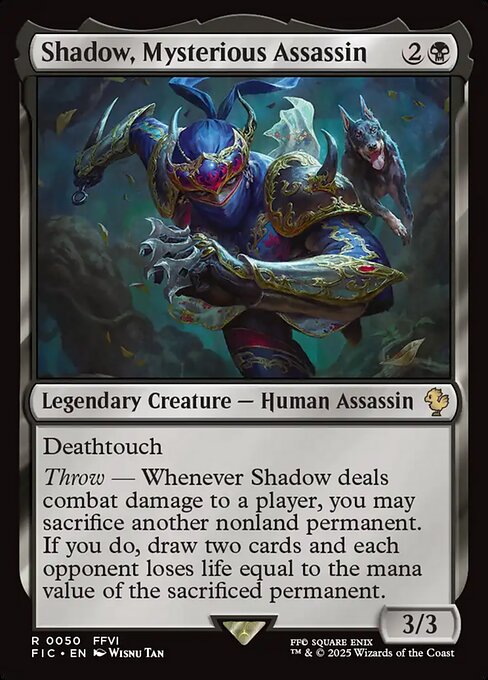 Shadow, Mysterious Assassin 2
Legendary Creature — Human Assassin
Deathtouch
Throw — Whenever Shadow deals
combat damage to a player, you may
sacrifice another nonland permanent.
If you do, draw two cards and each
opponent loses life equal to the mana
value of the sacrificed permanent.
3/3
R 0050 FFVI
FIC • EN Wisnu Tan
FF© SQUARE ENIX
™ & © 2025 Wizards of the Coast